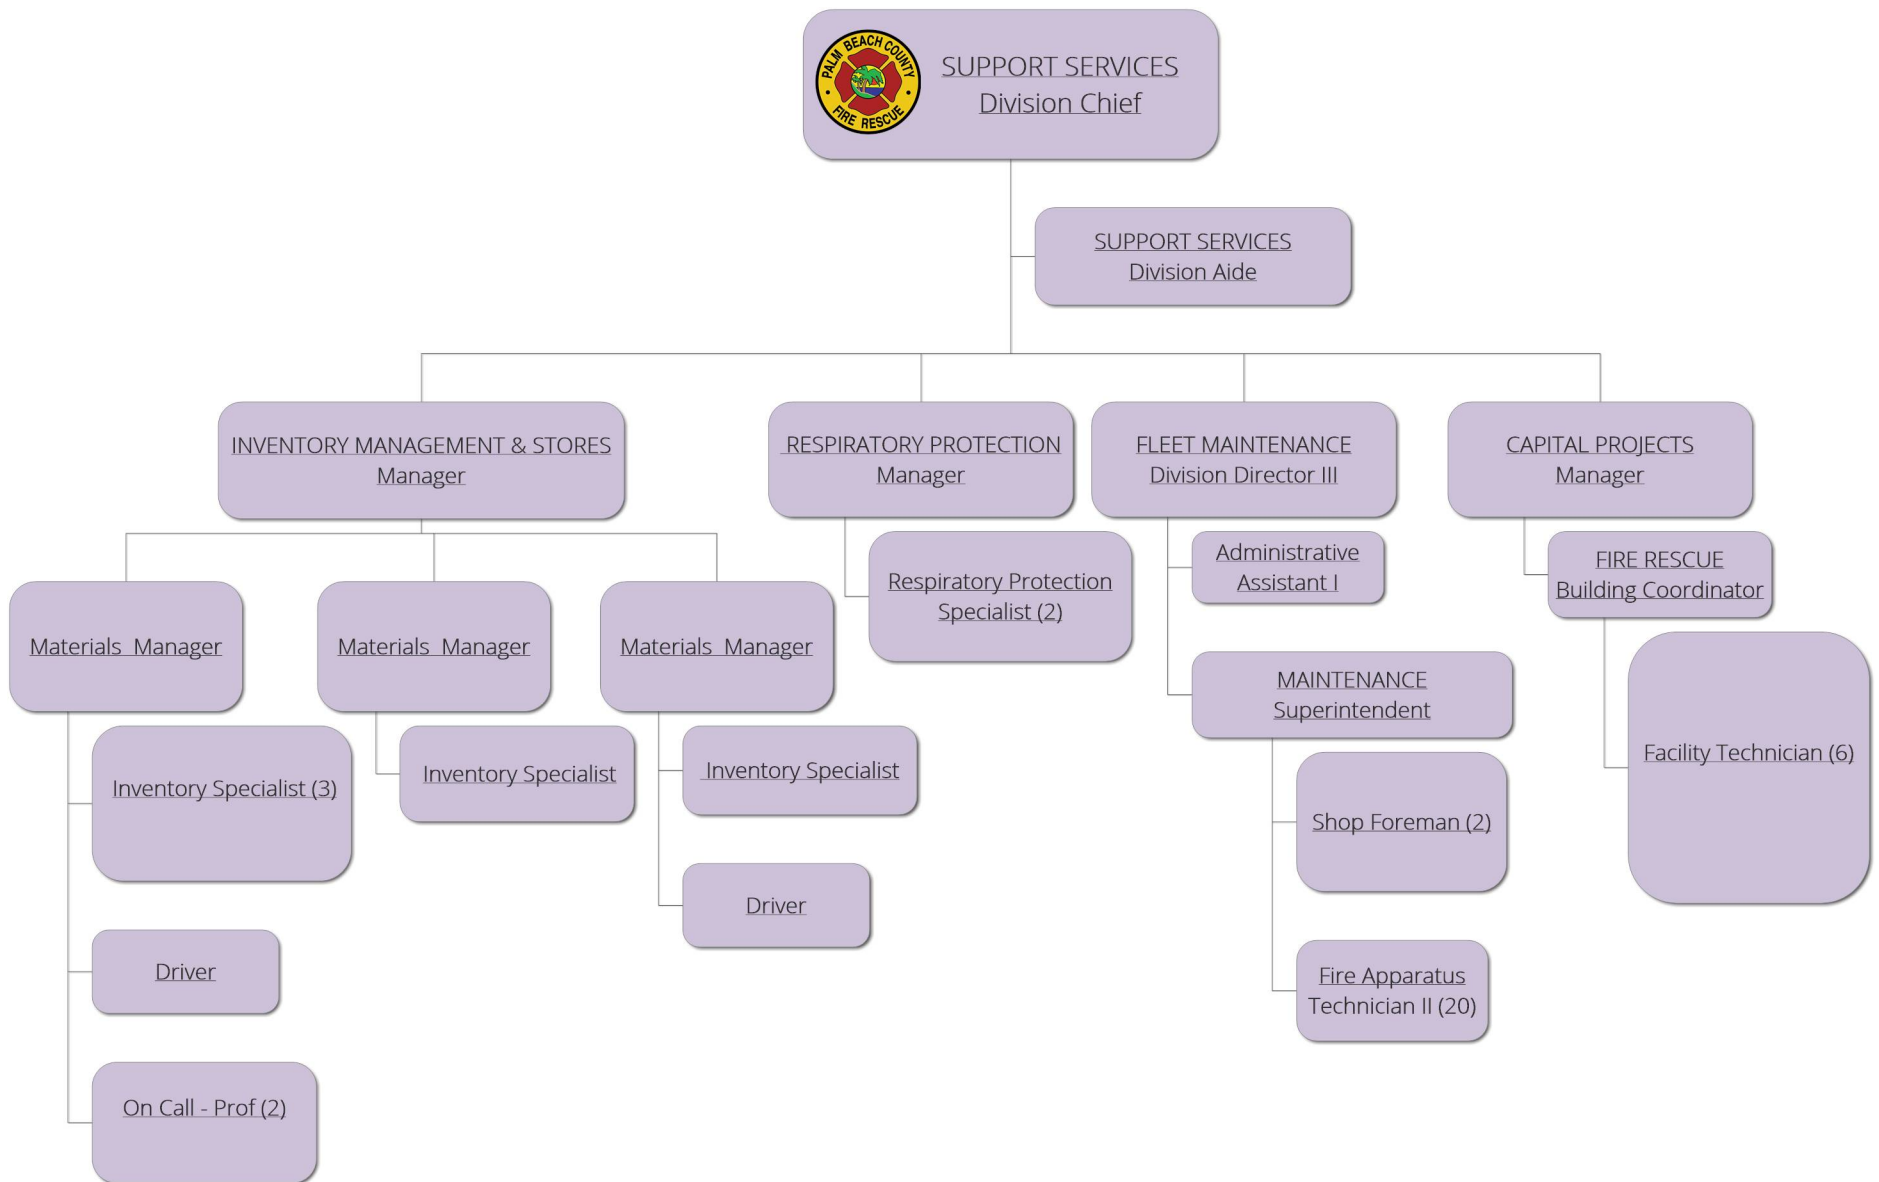 PALM BEACH COUNTY
FIRE RESCUE
SUPPORT SERVICES
Division Chief
SUPPORT SERVICES
Division Aide
INVENTORY MANAGEMENT & STORES
Manager
RESPIRATORY PROTECTION
Manager
FLEET MAINTENANCE
Division Director III
CAPITAL PROJECTS
Manager
Materials  Manager
Inventory Specialist (3)
Driver
On Call - Prof (2)
Materials  Manager
Inventory Specialist
Materials  Manager
Inventory Specialist
Driver
Respiratory Protection
Specialist (2)
Administrative
Assistant I
MAINTENANCE
Superintendent
Shop Foreman (2)
Fire Apparatus
Technician II (20)
FIRE RESCUE
Building Coordinator
Facility Technician (6)